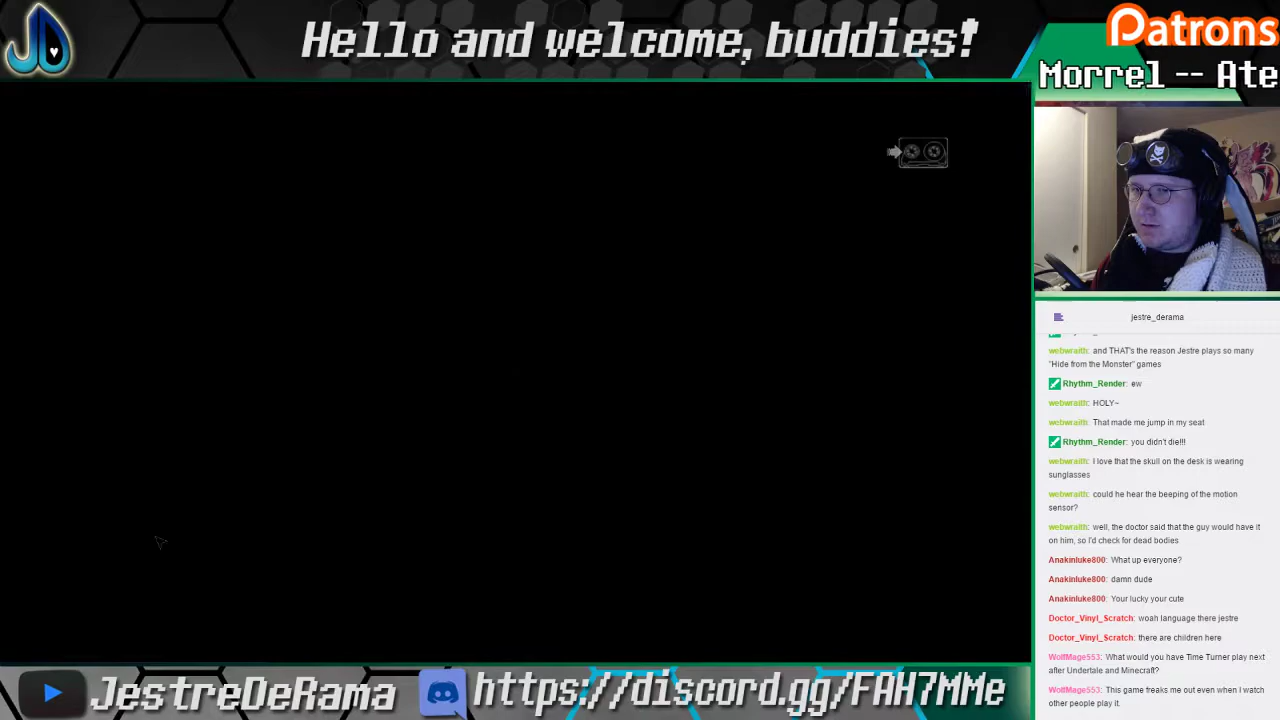 Hello and welcome, buddies!
Patrons
Morrel -- Ate
jestre_derama
webwraith: and THAT's the reason Jestre plays so many
"Hide from the Monster" games
Rhythm_Render: ew
webwraith: HOLY~
webwraith: That made me jump in my seat
Rhythm_Render: you didn't die!!!
webwraith: I love that the skull on the desk is wearing
sunglasses
webwraith: could he hear the beeping of the motion
sensor?
webwraith: well, the doctor said that the guy would have it
on him, so I'd check for dead bodies
Anakinluke800: What up everyone?
Anakinluke800: damn dude
Anakinluke800: Your lucky your cute
Doctor_Vinyl_Scratch: woah language there jestre
Doctor_Vinyl_Scratch: there are children here
WolfMage553: What would you have Time Turner play next
after Undertale and Minecraft?
WolfMage553: This game freaks me out even when I watch
other people play it.
JestreDeRama
https://discord.gg/FAH7MMe